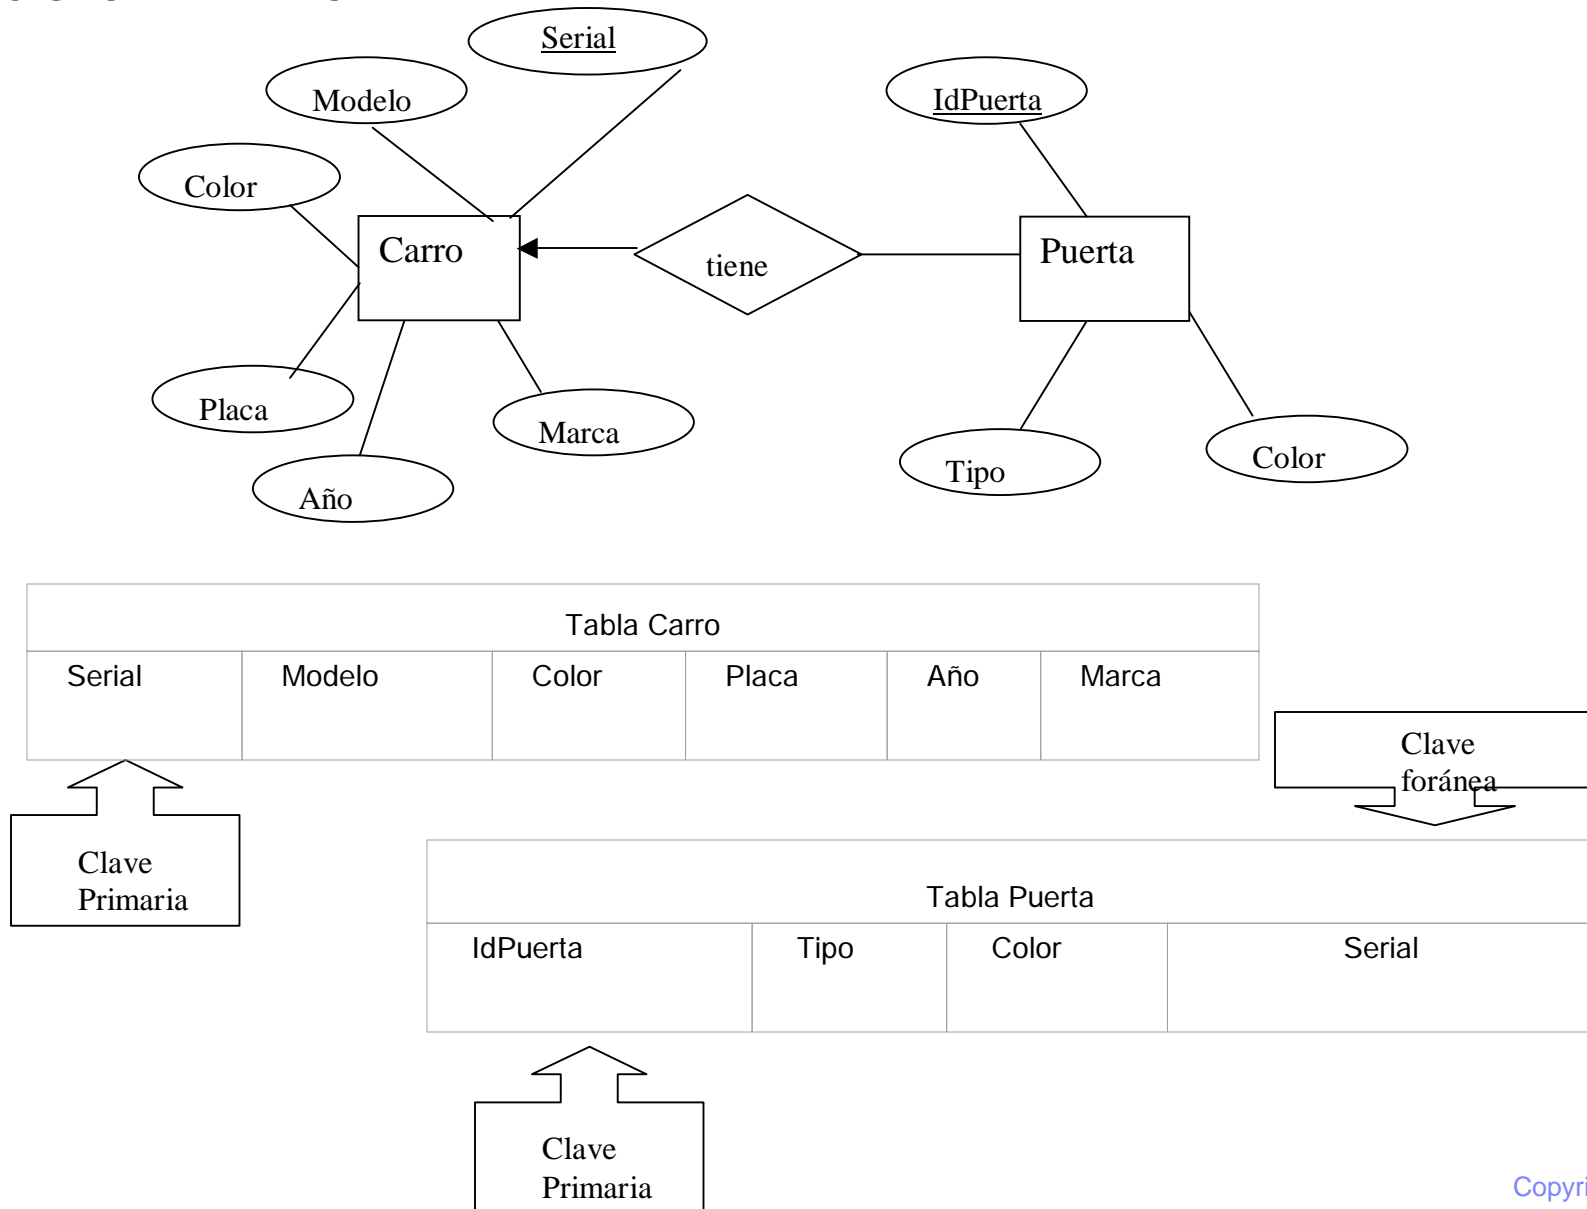 Serial
Modelo
IdPuerta
Color
Carro
tiene
Puerta
Placa
Marca
Año
Tipo
Color
Tabla Carro
Serial Modelo Color Placa Año Marca
Clave
foránea
Clave
Primaria
Tabla Puerta
IdPuerta Tipo Color Serial
Clave
Primaria